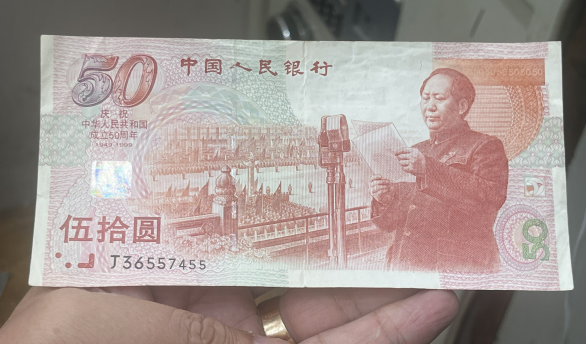 50
中国人民银行
庆祝
中华人民共和国
成立50周年
1949-1999
伍拾圆
J36557455
50